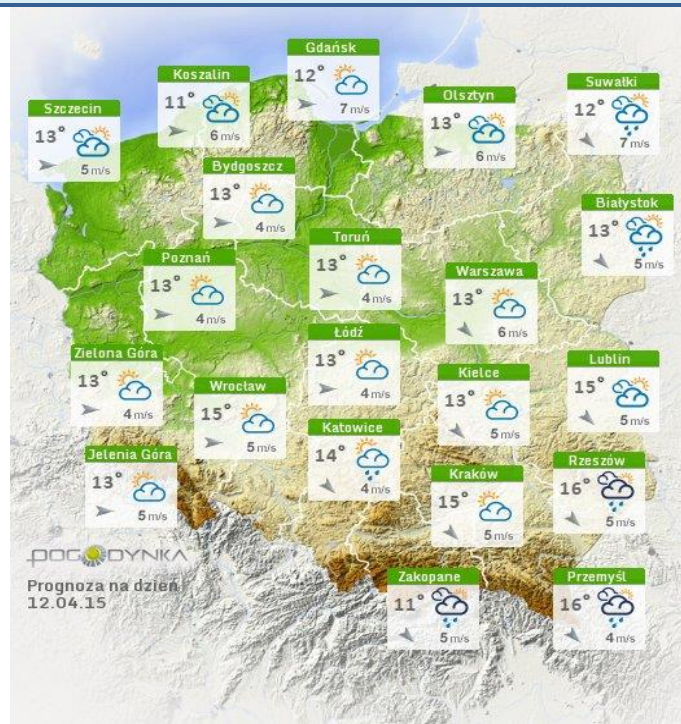 Gdańsk
12°
7 m/s
Koszalin
11°
6 m/s
Suwałki
12°
7 m/s
Olsztyn
13°
6 m/s
Szczecin
13°
5 m/s
Bydgoszcz
13°
4 m/s
Białystok
13°
5 m/s
Toruń
13°
4 m/s
Poznań
13°
4 m/s
Warszawa
13°
6 m/s
Łódź
13°
4 m/s
Zielona Góra
13°
4 m/s
Lublin
15°
5 m/s
Kielce
13°
5 m/s
Wrocław
15°
5 m/s
Katowice
14°
4 m/s
Jelenia Góra
13°
5 m/s
Rzeszów
16°
5 m/s
Kraków
15°
5 m/s
POGODYNKA
Prognoza na dzień
12.04.15
Zakopane
11°
5 m/s
Przemyśl
16°
4 m/s